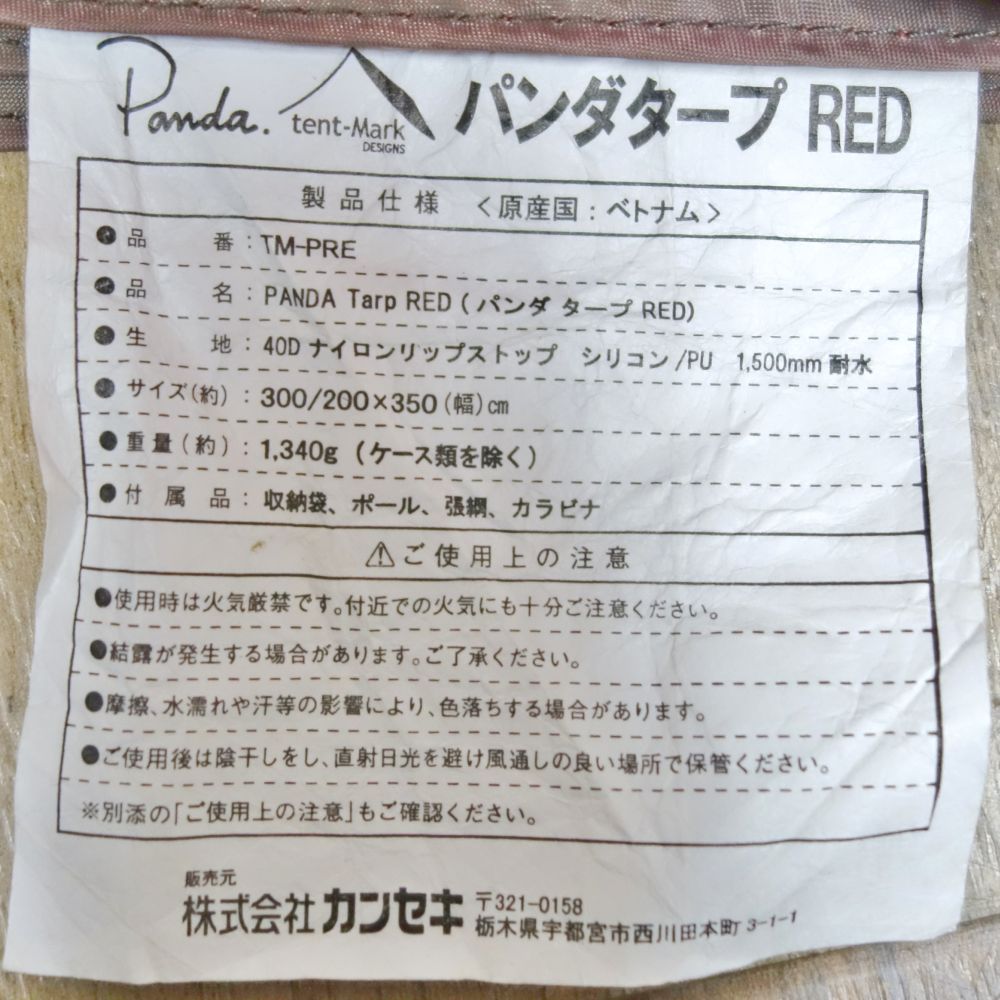 Panda. tent-Mark DESIGNS パンダタープ RED
製品仕様 <原産国：ベトナム>
●品番：TM-PRE
●品名：PANDA Tarp RED (パンダ タープ RED)
●生地：40D ナイロンリップストップ シリコン/PU 1,500mm 耐水
●サイズ(約)：300/200×350(幅)cm
●重量(約)：1,340g (ケース類を除く)
●付属品：収納袋、ポール、張綱、カラビナ
⚠ご使用上の注意
●使用時は火気厳禁です。付近での火気にも十分ご注意ください。
●結露が発生する場合があります。ご了承ください。
●摩擦、水濡れや汗等の影響により、色落ちする場合があります。
●ご使用後は陰干しをし、直射日光を避け風通しの良い場所で保管ください。
※別添の「ご使用上の注意」もご確認ください。
販売元
株式会社 カンセキ 〒321-0158
栃木県宇都宮市西川田本町 3-1-1